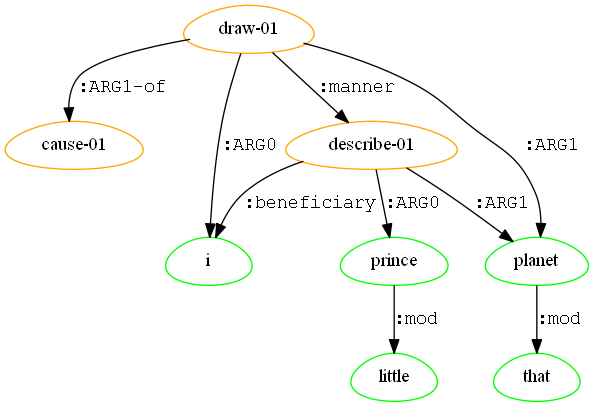 draw-01
:ARG1-of
:manner
cause-01
:ARG0
describe-01
:ARG1
:beneficiary
:ARG0
:ARG1
i
prince
planet
:mod
:mod
little
that